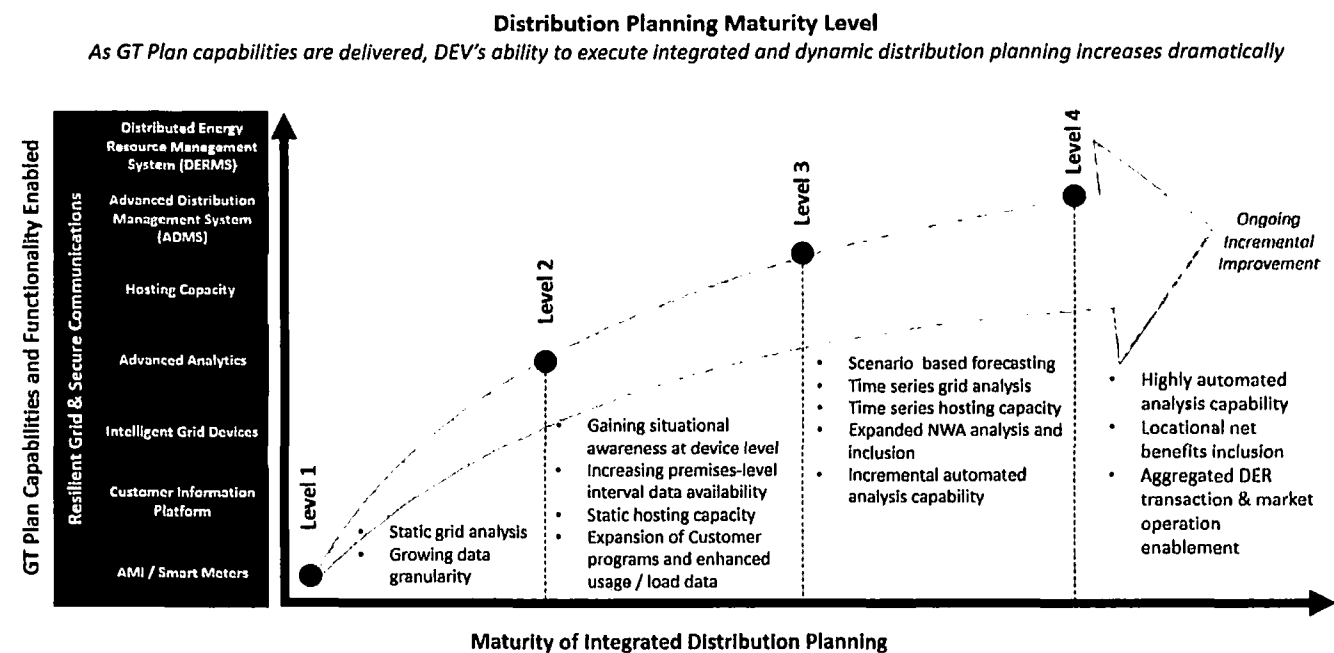 Distribution Planning Maturity Level
As GT Plan capabilities are delivered, DEV's ability to execute integrated and dynamic distribution planning increases dramatically
GT Plan Capabilities and Functionality Enabled
Resilient Grid & Secure Communications
Distributed Energy
Resource Management
System (DERMS)
Advanced Distribution
Management System
(ADMS)
Hosting Capacity
Advanced Analytics
Intelligent Grid Devices
Customer Information
Platform
AMI / Smart Meters
Level 1
• Static grid analysis
• Growing data
granularity
Level 2
• Gaining situational
awareness at device level
• Increasing premises-level
interval data availability
• Static hosting capacity
• Expansion of Customer
programs and enhanced
usage / load data
Level 3
• Scenario based forecasting
• Time series grid analysis
• Time series hosting capacity
• Expanded NWA analysis and
inclusion
• Incremental automated
analysis capability
Level 4
• Highly automated
analysis capability
• Locational net
benefits inclusion
• Aggregated DER
transaction & market
operation
enablement
Ongoing
Incremental
Improvement
Maturity of Integrated Distribution Planning